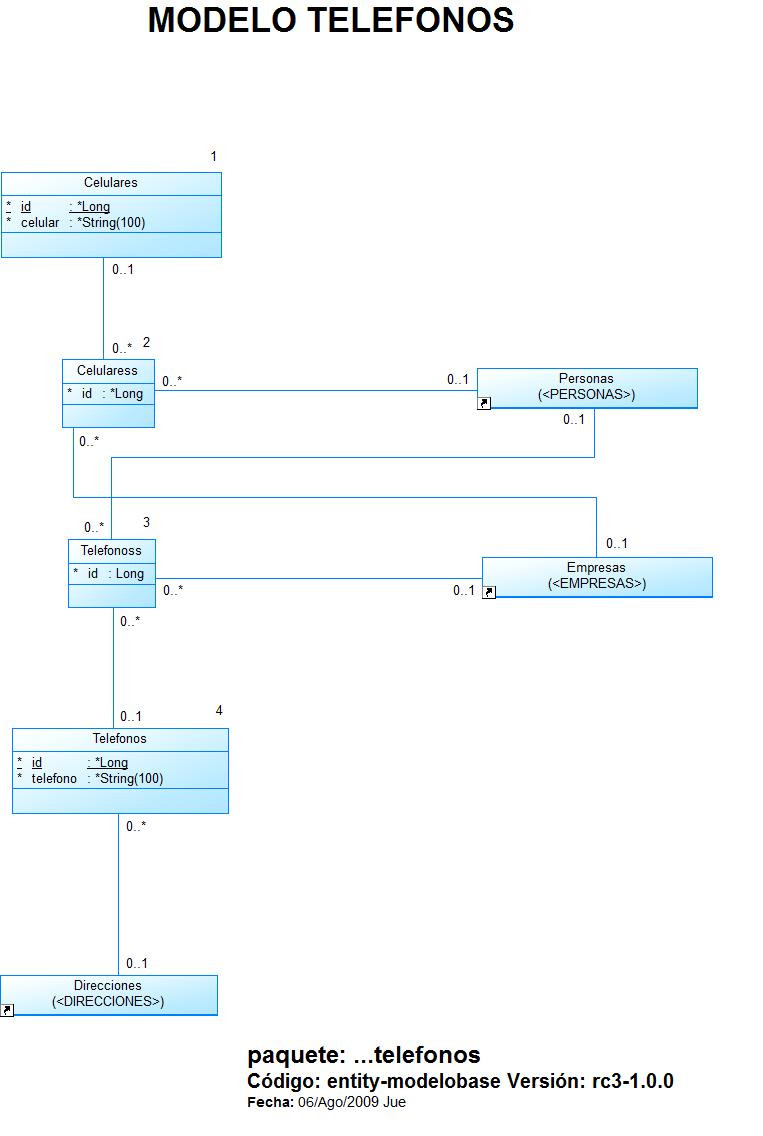 MODELO TELEFONOS
1
Celulares
* id : *Long
* celular : *String(100)
0..1
0..* 2
Celularess
* id : *Long
0..* 0..1
Personas
(<PERSONAS>)
0..1
0..*
0..* 3
Telefonoss
* id : Long
0..1
Empresas
(<EMPRESAS>)
0..* 0..1
0..*
0..1 4
Telefonos
* id : *Long
* telefono : *String(100)
0..*
0..1
Direcciones
(<DIRECCIONES>)
paquete: ...telefonos
Código: entity-modelobase Versión: rc3-1.0.0
Fecha: 06/Ago/2009 Jue